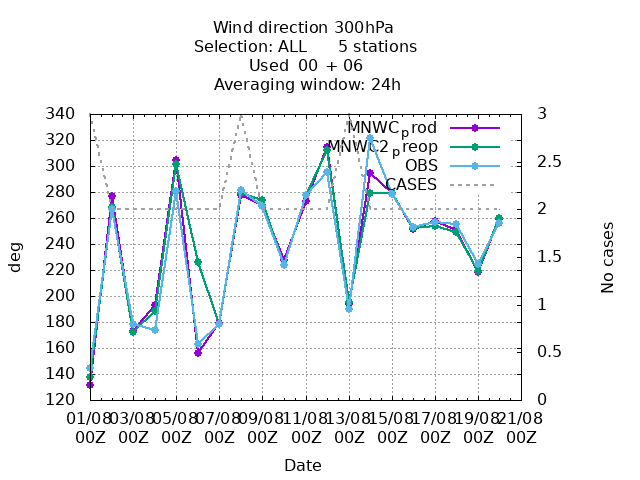 Wind direction 300hPa
Selection: ALL 5 stations
Used 00 + 06
Averaging window: 24h
340
320
300
280
260
240
220
200
180
160
140
120
deg
MNWCprod
MNWC2preop
OBS
CASES
3
2.5
2
1.5
1
0.5
0
No cases
01/08 03/08 05/08 07/08 09/08 11/08 13/08 15/08 17/08 19/08 21/08
00Z 00Z 00Z 00Z 00Z 00Z 00Z 00Z 00Z 00Z 00Z
Date